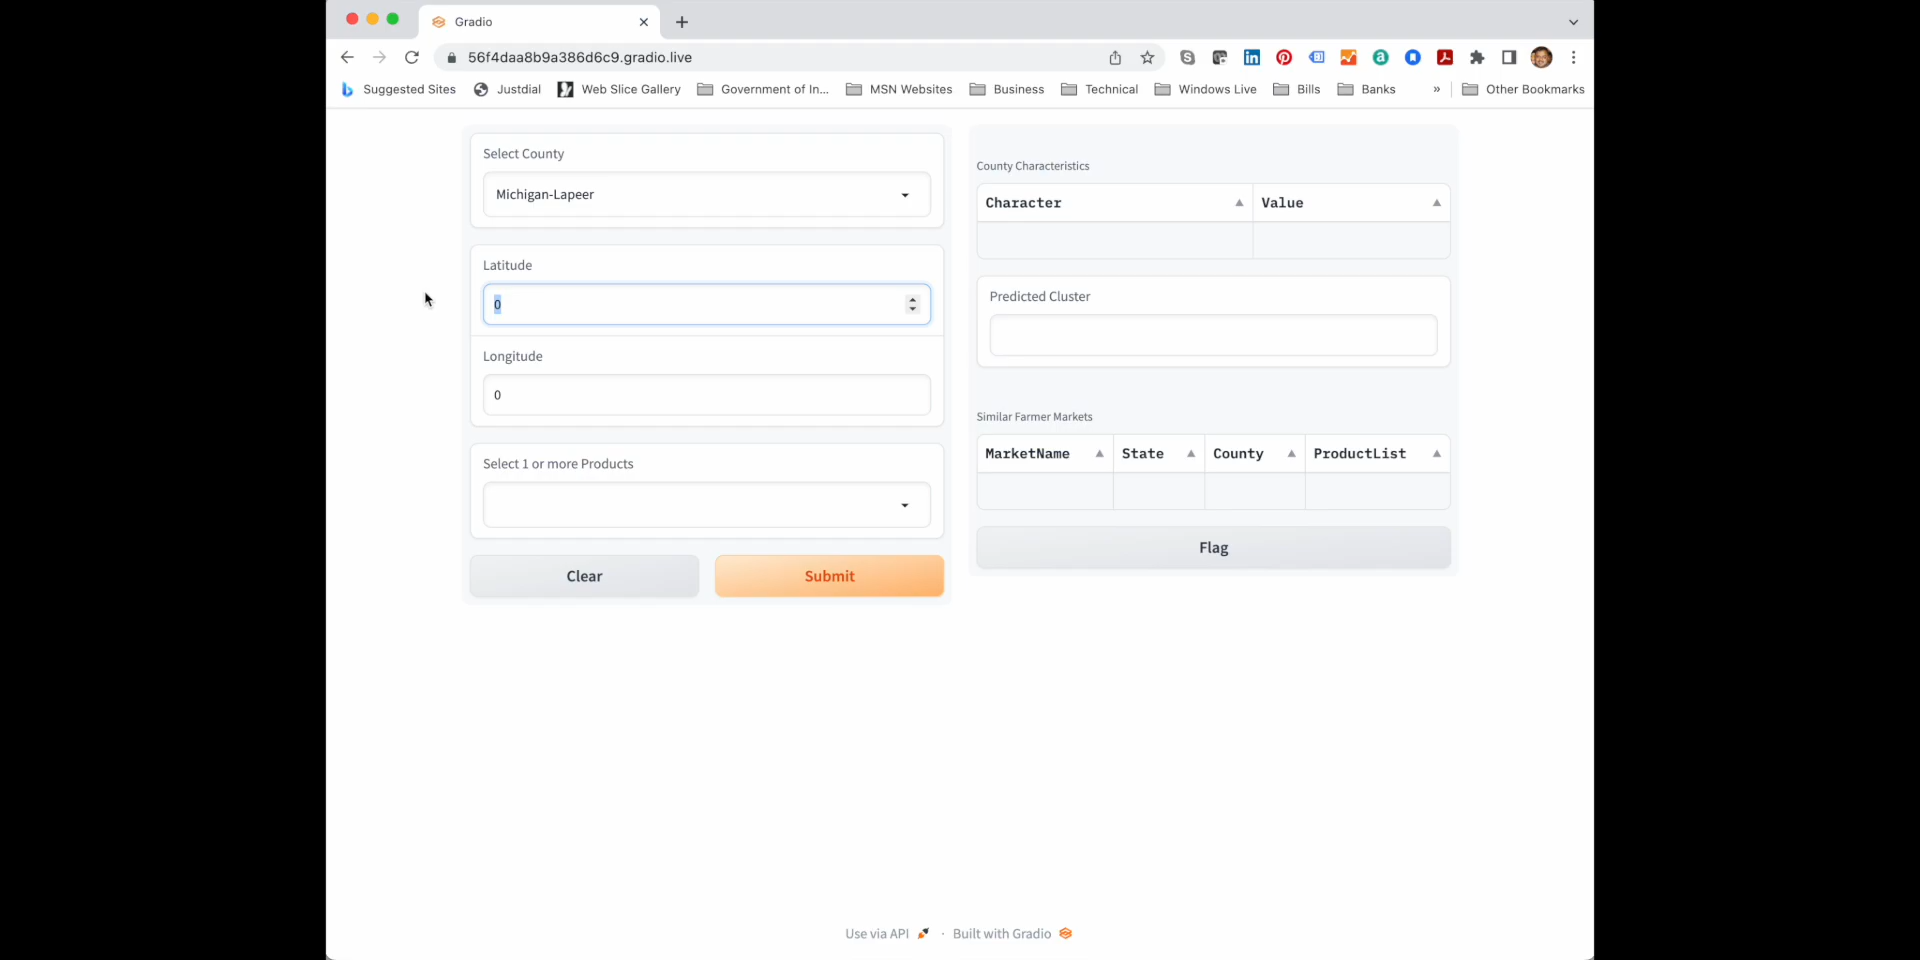 Gradio
56f4daa8b9a386d6c9.gradio.live
Suggested Sites
Justdial
Web Slice Gallery
Government of In...
MSN Websites
Business
Technical
Windows Live
Bills
Banks
»
Other Bookmarks
Select County
Michigan-Lapeer
Latitude
0
Longitude
0
Select 1 or more Products
Clear
Submit
County Characteristics
Character
Value
Predicted Cluster
Similar Farmer Markets
MarketName
State
County
ProductList
Flag
Use via API · Built with Gradio